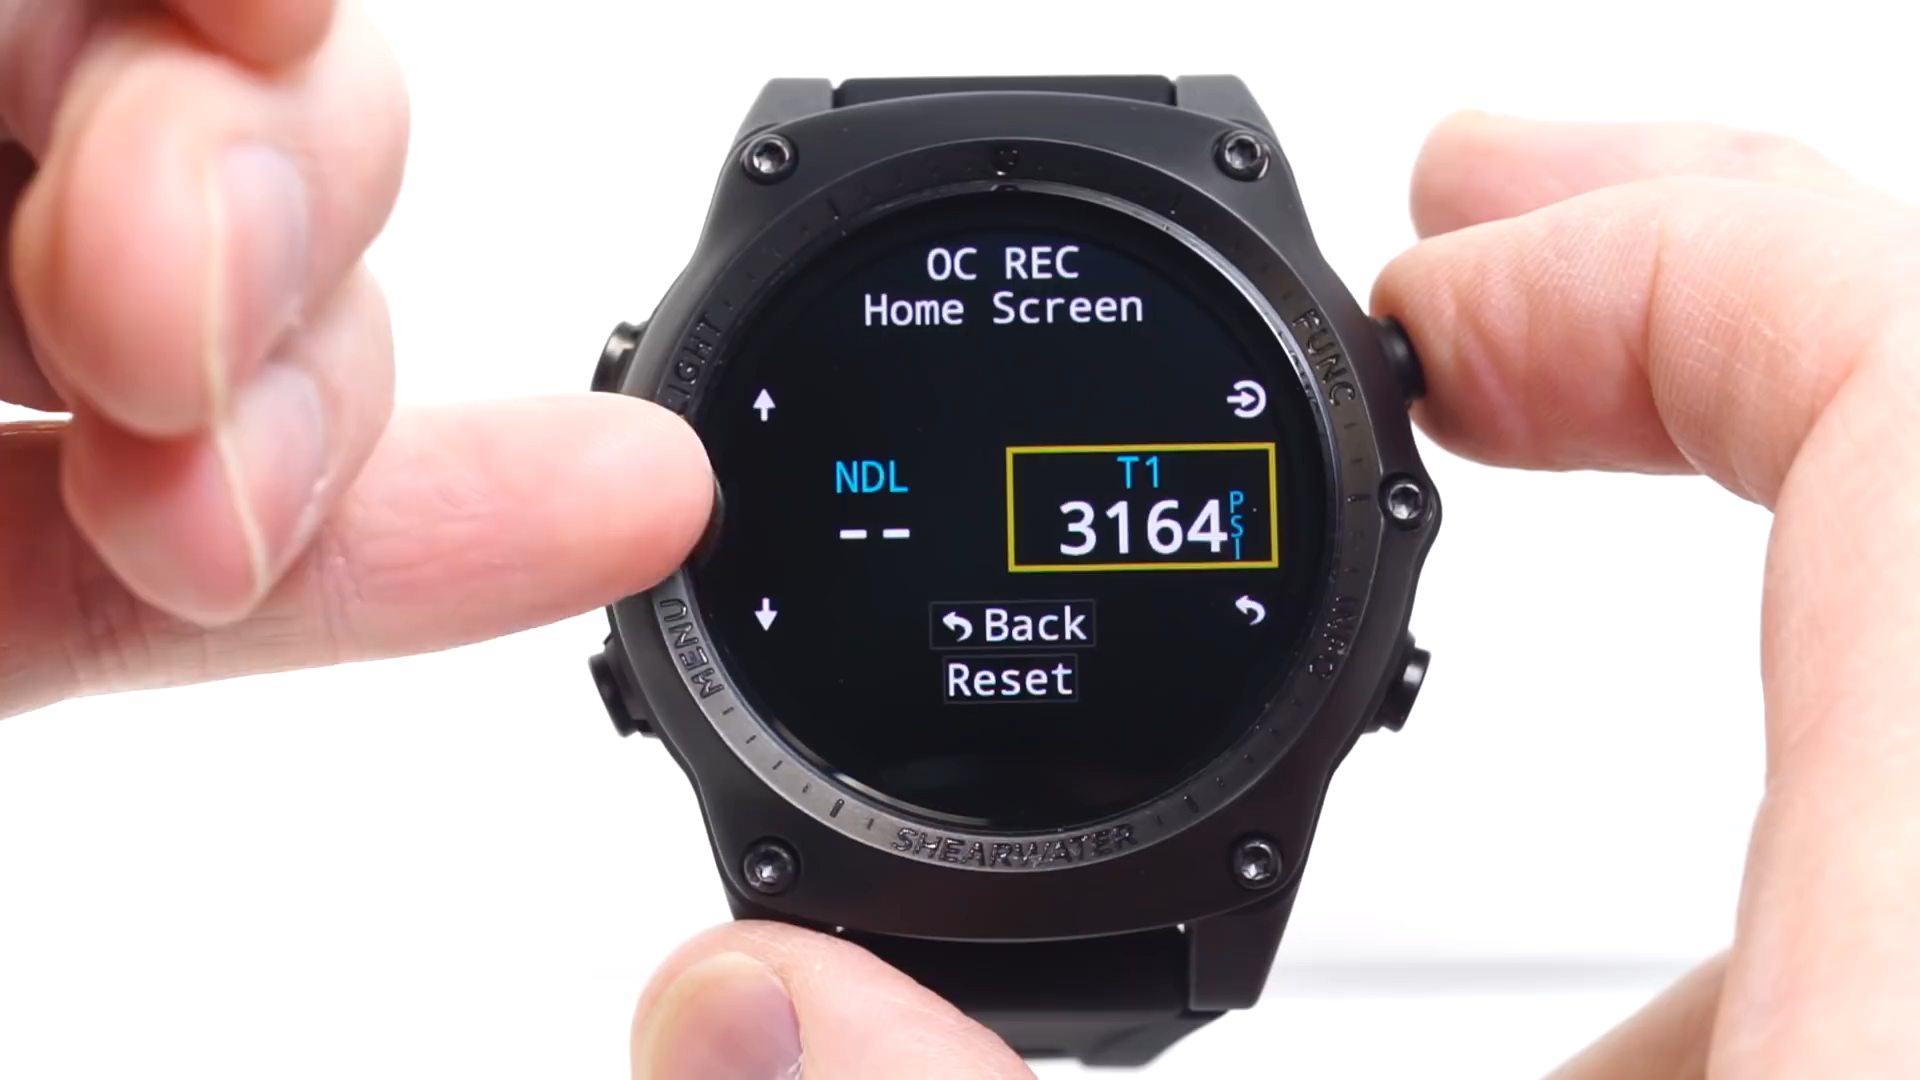 OC REC
Home Screen
LIGHT
FUNC
NDL
T1
--
3164 PSI
Back
Reset
MENU
INFO
SHEARWATER